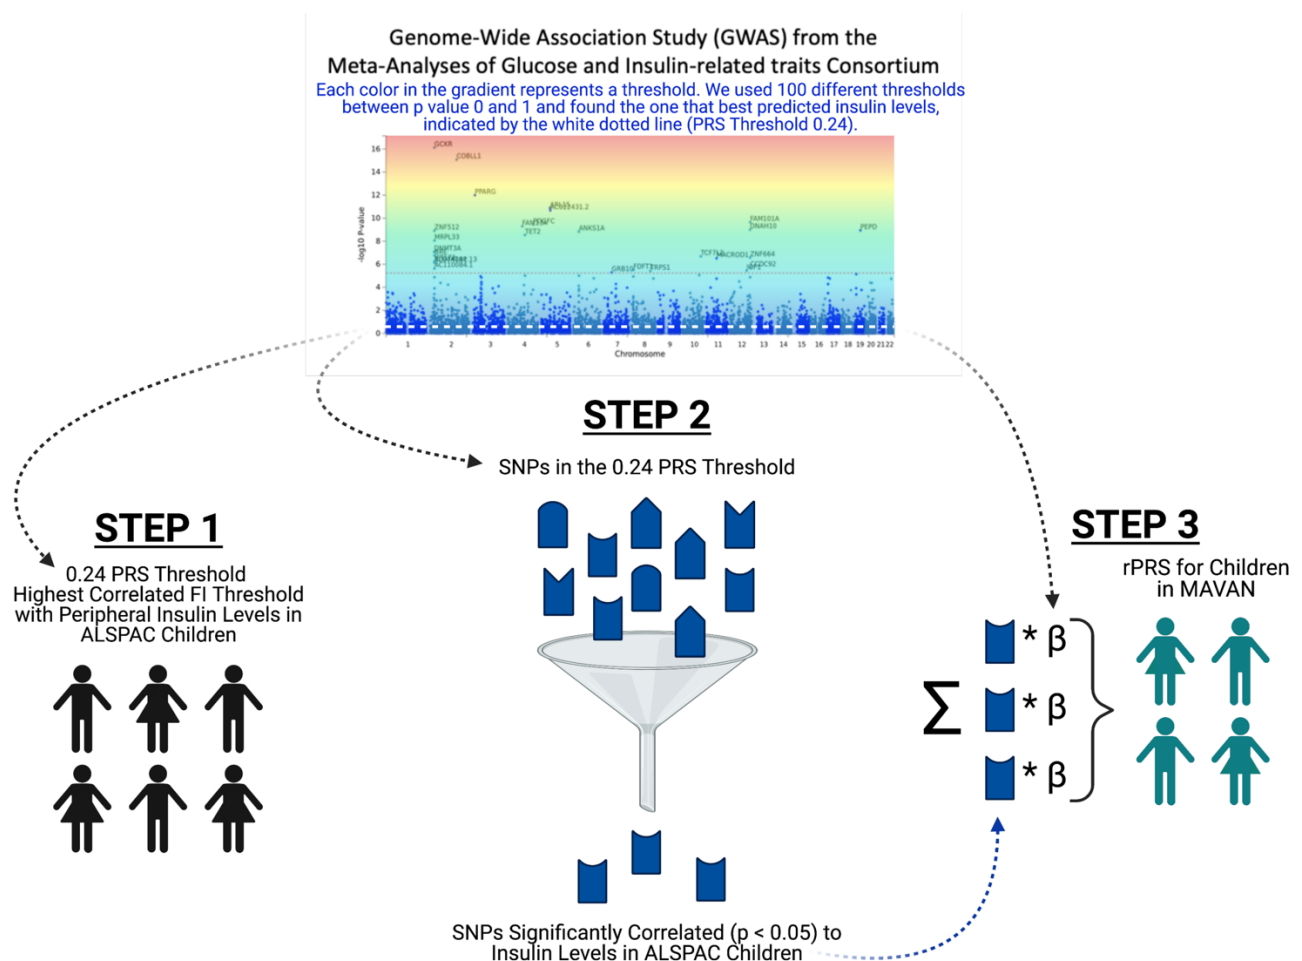 Genome-Wide Association Study (GWAS) from the
Meta-Analyses of Glucose and Insulin-related traits Consortium
Each color in the gradient represents a threshold. We used 100 different thresholds
between p value 0 and 1 and found the one that best predicted insulin levels,
indicated by the white dotted line (PRS Threshold 0.24).
-log10 P-value
16
14
12
10
8
6
4
2
0
GCKR
COBLL1
PPARG
FAM101A
DNAH10
PEPD
ZNF512
MRPL33
TET2
ANKS1A
DNMT3A
MACROD1
ZNF664
CCDC92
GRB10
FDFT1
TRPS1
1 2 3 4 5 6 7 8 9 10 11 12 13 14 15 16 17 18 19 20 21 22
Chromosome
STEP 1
0.24 PRS Threshold
Highest Correlated FI Threshold
with Peripheral Insulin Levels in
ALSPAC Children
STEP 2
SNPs in the 0.24 PRS Threshold
SNPs Significantly Correlated (p < 0.05) to
Insulin Levels in ALSPAC Children
STEP 3
rPRS for Children
in MAVAN
* β
Σ * β
* β